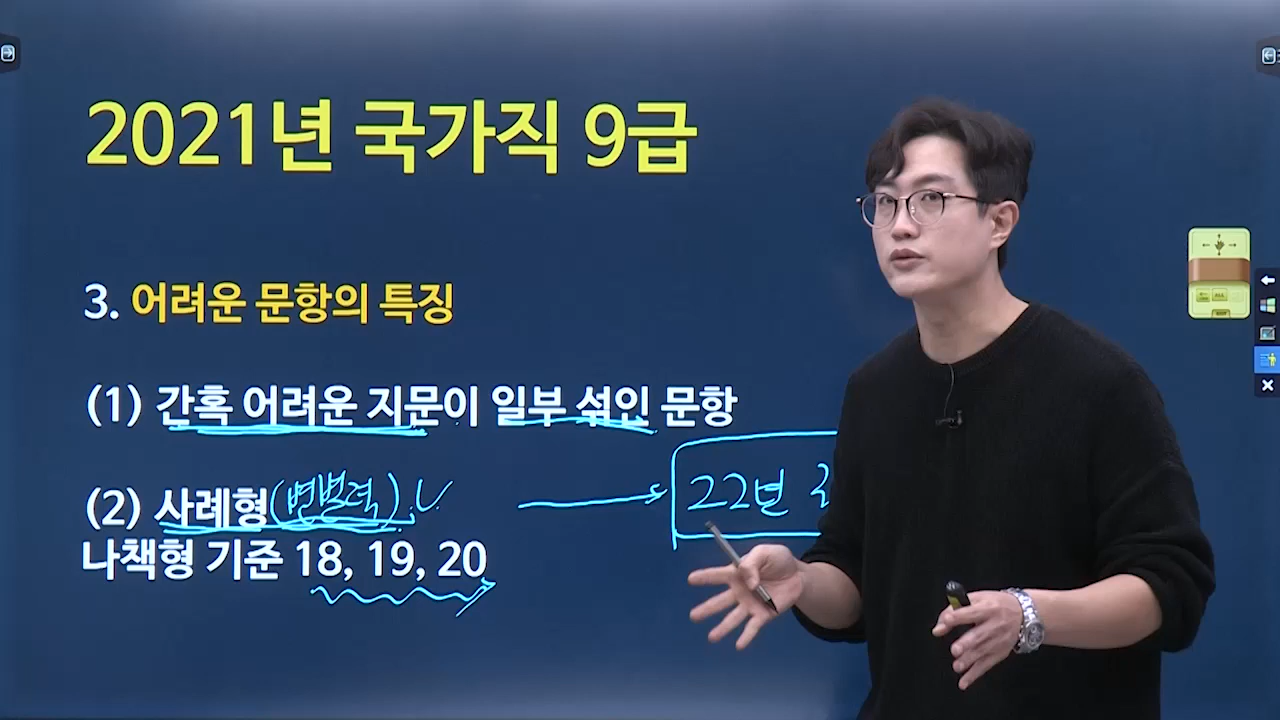 2021년 국가직 9급
3. 어려운 문항의 특징
(1) 간혹 어려운 지문이 일부 섞인 문항
(2) 사례형(변별력)
22년
나책형 기준 18, 19, 20